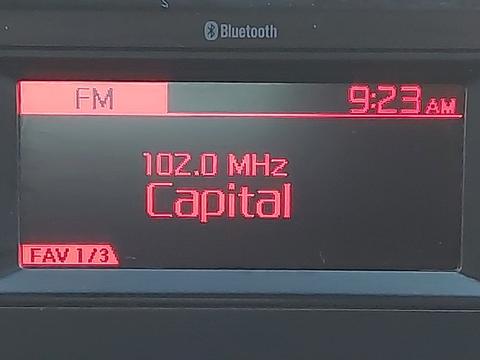 Bluetooth
FM
9:23 AM
102.0 MHz
Capital
FAV 1/3